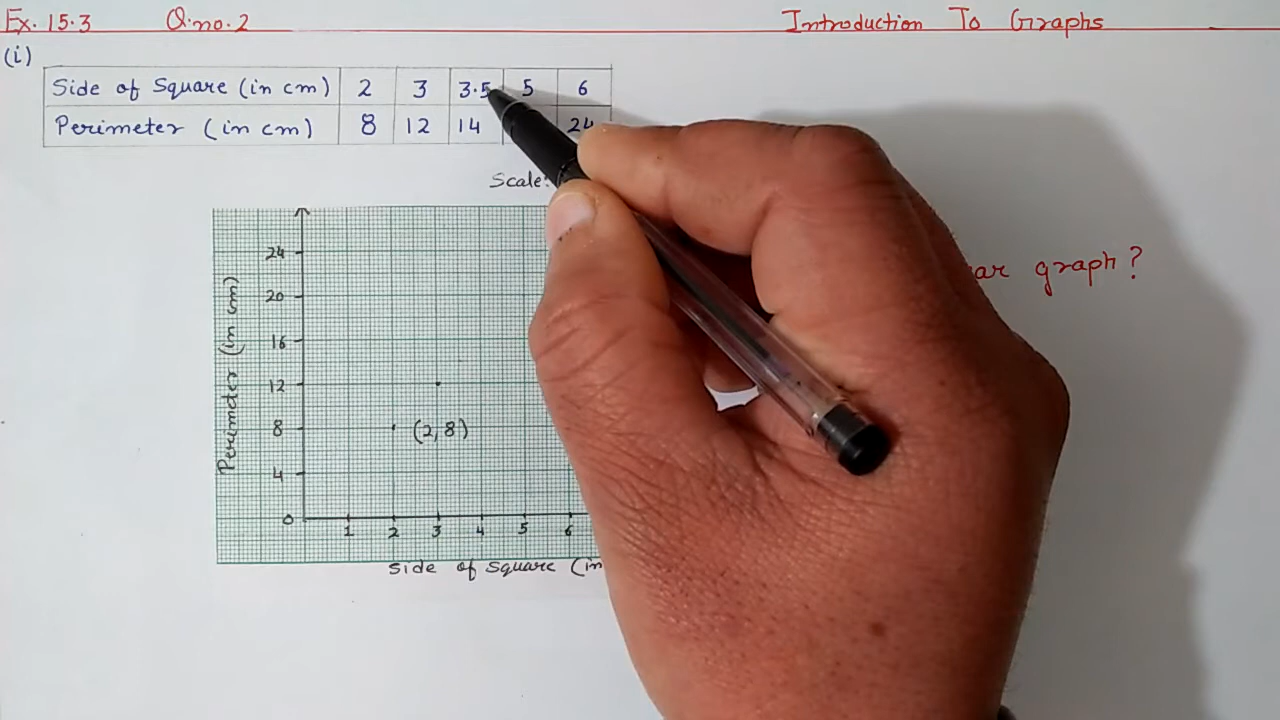 Ex. 15.3 Q.no.2 Introduction To Graphs
(i)
Side of Square (in cm) 2 3 3.5 5 6
Perimeter (in cm) 8 12 14 24
Scale:
graph?
24
20
16
12
8 (2,8)
4
0
1 2 3 4 5 6
Perimeter (in cm)
Side of Square (in